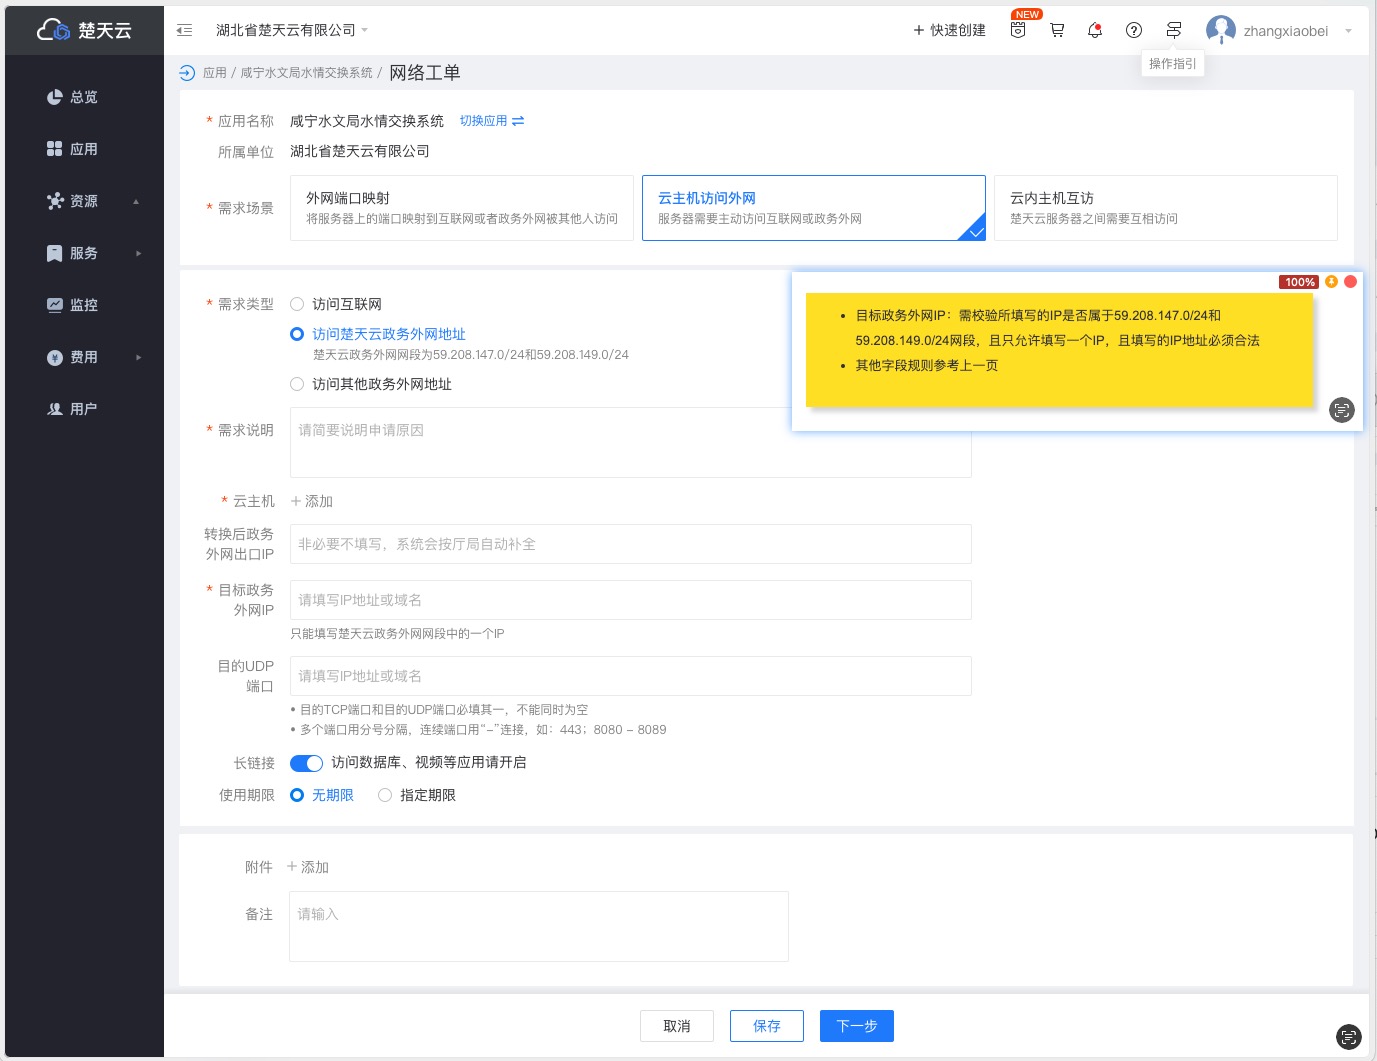 楚天云
湖北省楚天云有限公司
快速创建
NEW
zhangxiaobei
操作指引
总览
应用
资源
服务
监控
费用
用户
应用 / 咸宁水文局水情交换系统 / 网络工单
* 应用名称 咸宁水文局水情交换系统 切换应用
所属单位 湖北省楚天云有限公司
* 需求场景
外网端口映射
将服务器上的端口映射到互联网或者政务外网被其他人访问
云主机访问外网
服务器需要主动访问互联网或政务外网
云内主机互访
楚天云服务器之间需要互相访问
* 需求类型 访问互联网
访问楚天云政务外网地址
楚天云政务外网网段为59.208.147.0/24和59.208.149.0/24
访问其他政务外网地址
100%
• 目标政务外网IP：需校验所填写的IP是否属于59.208.147.0/24和
59.208.149.0/24网段，且只允许填写一个IP，且填写的IP地址必须合法
• 其他字段规则参考上一页
* 需求说明 请简要说明申请原因
* 云主机 添加
转换后政务
外网出口IP
非必要不填写，系统会按厅局自动补全
* 目标政务
外网IP
请填写IP地址或域名
只能填写楚天云政务外网网段中的一个IP
目的UDP
端口
请填写IP地址或域名
• 目的TCP端口和目的UDP端口必填其一，不能同时为空
• 多个端口用分号分隔，连续端口用“-”连接，如：443；8080 - 8089
长链接 访问数据库、视频等应用请开启
使用期限 无期限 指定期限
附件 添加
备注 请输入
取消 保存 下一步